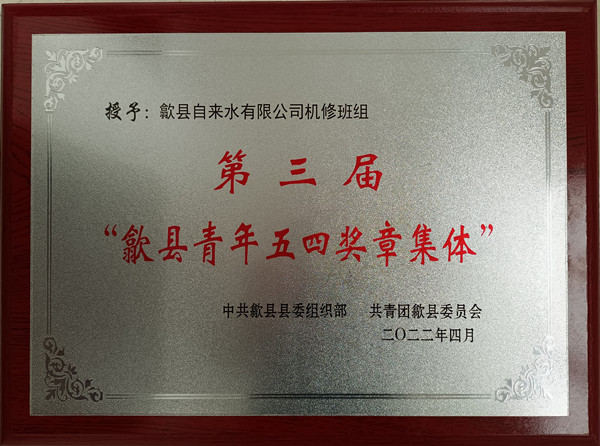 授予：歙县自来水有限公司机修班组
第三届
“歙县青年五四奖章集体”
中共歙县县委组织部 共青团歙县委员会
二〇二二年四月